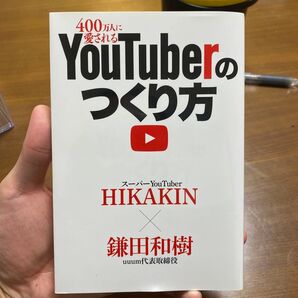 400万人に
愛される
YouTuberの
つくり方
スーパーYouTuber
HIKAKIN
×
鎌田和樹
uuum代表取締役